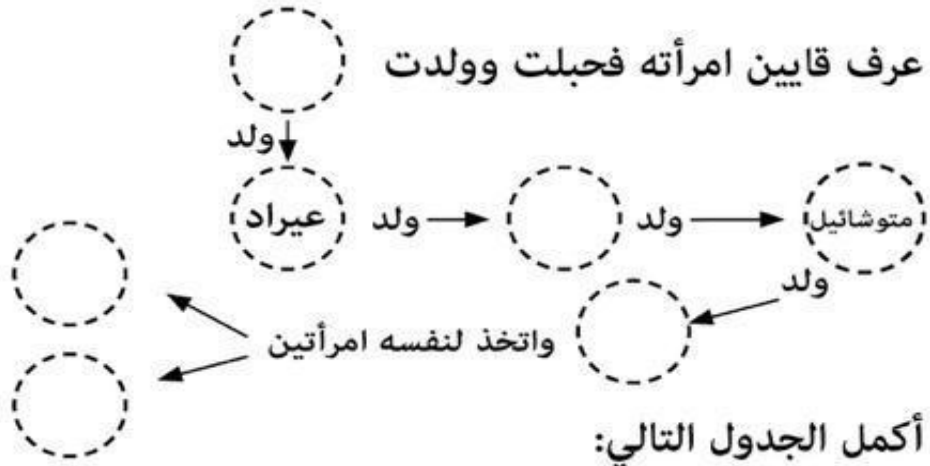 عرف قايين امرأته فحبلت وولدت
ولد
عيراد
ولد
ولد
متوشائيل
ولد
واتخذ لنفسه امرأتين
أكمل الجدول التالي: